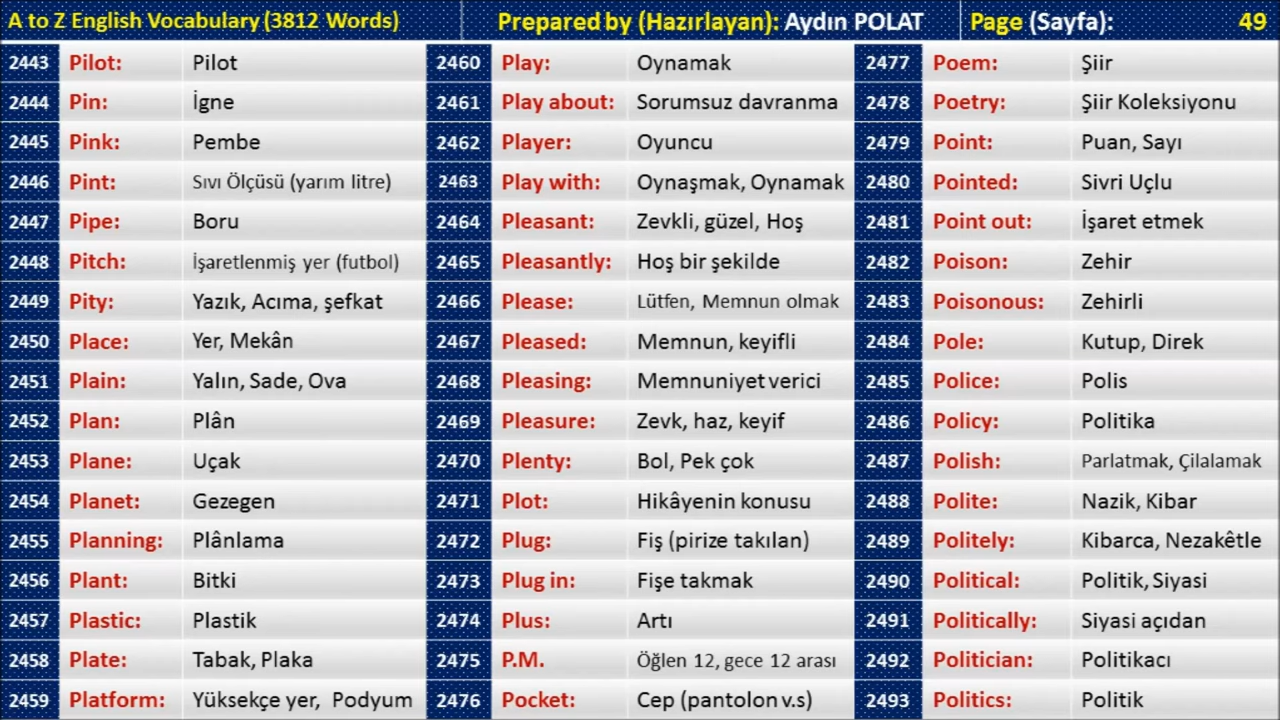 A to Z English Vocabulary (3812 Words) Prepared by (Hazırlayan): Aydın POLAT Page (Sayfa): 49
2443 Pilot: Pilot
2444 Pin: İgne
2445 Pink: Pembe
2446 Pint: Sıvı Ölçüsü (yarım litre)
2447 Pipe: Boru
2448 Pitch: İşaretlenmiş yer (futbol)
2449 Pity: Yazık, Acıma, şefkat
2450 Place: Yer, Mekân
2451 Plain: Yalın, Sade, Ova
2452 Plan: Plân
2453 Plane: Uçak
2454 Planet: Gezegen
2455 Planning: Plânlama
2456 Plant: Bitki
2457 Plastic: Plastik
2458 Plate: Tabak, Plaka
2459 Platform: Yüksekçe yer, Podyum
2460 Play: Oynamak
2461 Play about: Sorumsuz davranma
2462 Player: Oyuncu
2463 Play with: Oynaşmak, Oynamak
2464 Pleasant: Zevkli, güzel, Hoş
2465 Pleasantly: Hoş bir şekilde
2466 Please: Lütfen, Memnun olmak
2467 Pleased: Memnun, keyifli
2468 Pleasing: Memnuniyet verici
2469 Pleasure: Zevk, haz, keyif
2470 Plenty: Bol, Pek çok
2471 Plot: Hikâyenin konusu
2472 Plug: Fiş (pirize takılan)
2473 Plug in: Fişe takmak
2474 Plus: Artı
2475 P.M. Öğlen 12, gece 12 arası
2476 Pocket: Cep (pantolon v.s)
2477 Poem: Şiir
2478 Poetry: Şiir Koleksiyonu
2479 Point: Puan, Sayı
2480 Pointed: Sivri Uçlu
2481 Point out: İşaret etmek
2482 Poison: Zehir
2483 Poisonous: Zehirli
2484 Pole: Kutup, Direk
2485 Police: Polis
2486 Policy: Politika
2487 Polish: Parlatmak, Çilalamak
2488 Polite: Nazik, Kibar
2489 Politely: Kibarca, Nezakêtle
2490 Political: Politik, Siyasi
2491 Politically: Siyasi açıdan
2492 Politician: Politikacı
2493 Politics: Politik